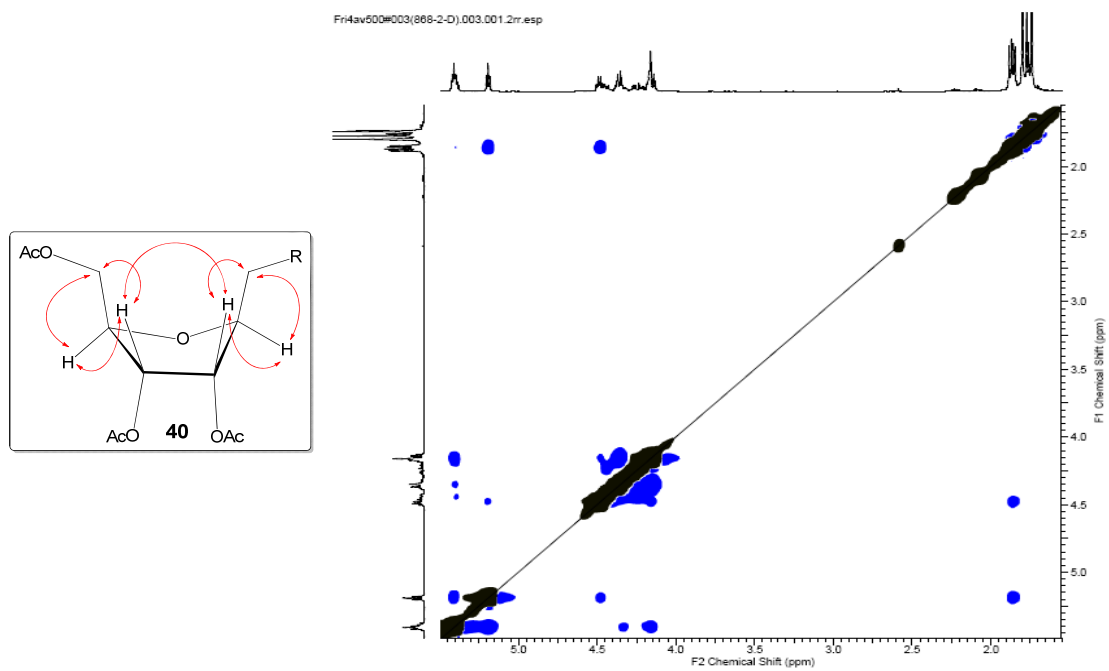 Fri4av500#003(868-2-D).003.001.2rr.esp
AcO
R
H
H
O
H
H
AcO
40
OAc
2.0
2.5
3.0
3.5
4.0
4.5
5.0
F1 Chemical Shift (ppm)
5.0 4.5 4.0 3.5 3.0 2.5 2.0
F2 Chemical Shift (ppm)